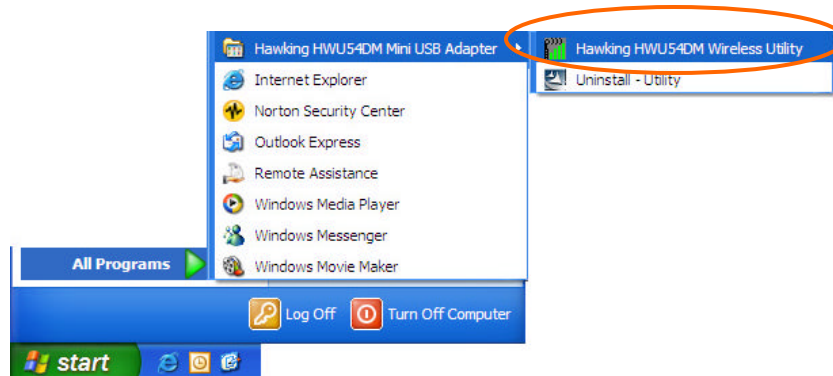 Hawking HWU54DM Mini USB Adapter
Hawking HWU54DM Wireless Utility
Internet Explorer
Uninstall - Utility
Norton Security Center
Outlook Express
Remote Assistance
Windows Media Player
Windows Messenger
Windows Movie Maker
All Programs
Log Off
Turn Off Computer
start